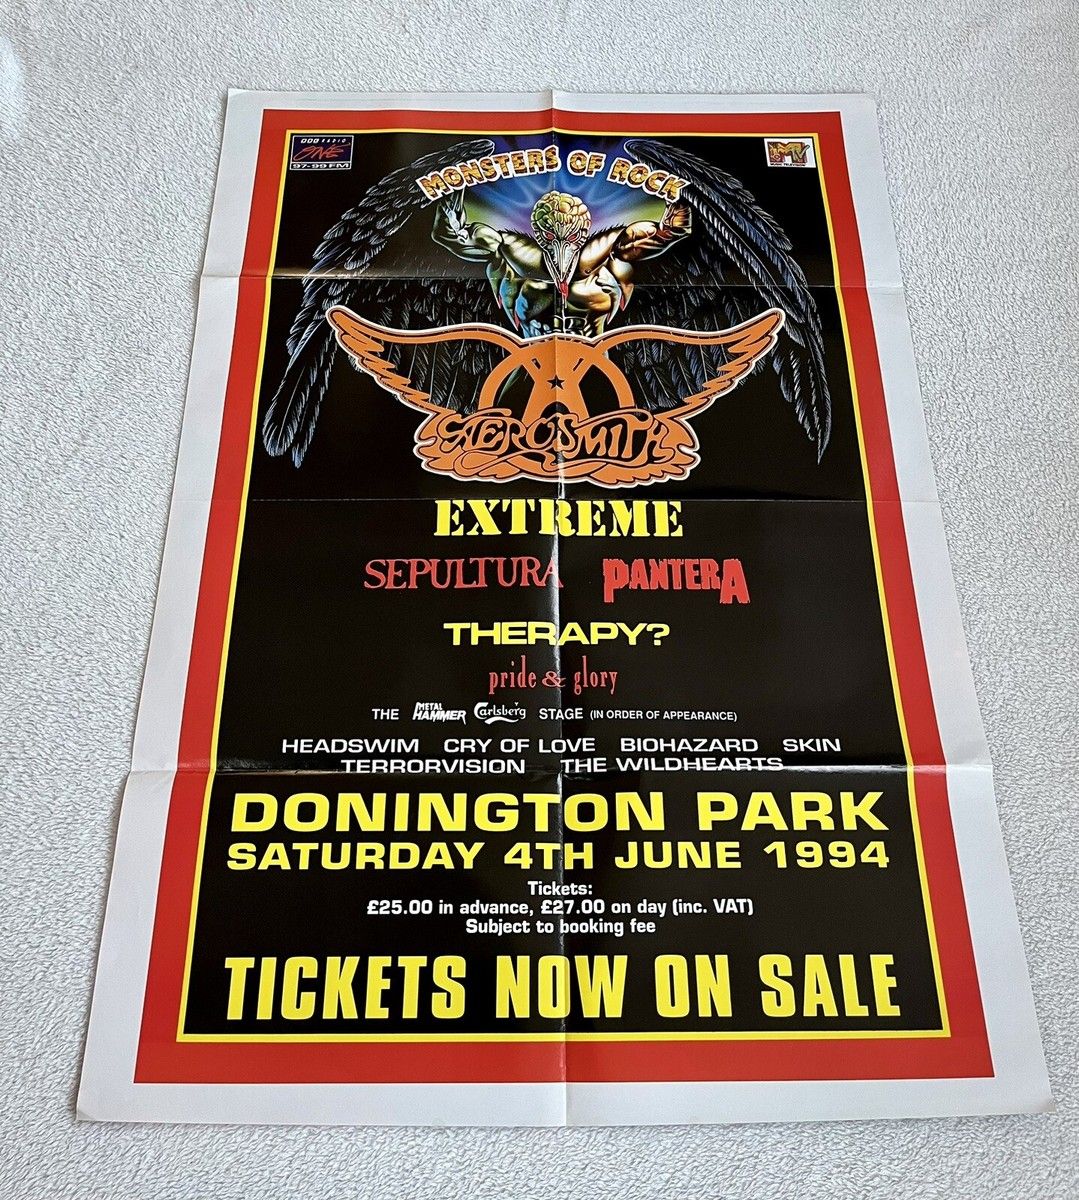 BBC RADIO
ONE
97-99 FM
MTV
MUSIC TELEVISION
MONSTERS OF ROCK
A
AEROSMITH
EXTREME
SEPULTURA PANTERA
THERAPY?
pride & glory
THE METAL HAMMER Carlsberg STAGE (IN ORDER OF APPEARANCE)
HEADSWIM CRY OF LOVE BIOHAZARD SKIN
TERRORVISION THE WILDHEARTS
DONINGTON PARK
SATURDAY 4TH JUNE 1994
Tickets:
£25.00 in advance, £27.00 on day (inc. VAT)
Subject to booking fee
TICKETS NOW ON SALE